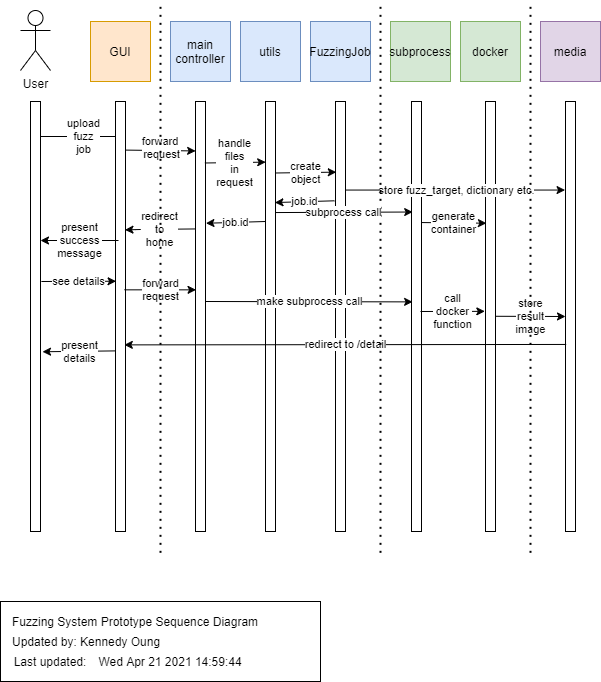 GUI
main
controller
utils
FuzzingJob
subprocess
docker
media
User
upload
fuzz
job
forward
request
handle
files
in
request
create
object
store fuzz_target, dictionary etc.
job.id
subprocess call
redirect
to
home
job.id
generate
container
present
success
message
see details
forward
request
make subprocess call
call
docker
function
store
result
image
redirect to /detail
present
details
Fuzzing System Prototype Sequence Diagram
Updated by: Kennedy Oung
Last updated: Wed Apr 21 2021 14:59:44